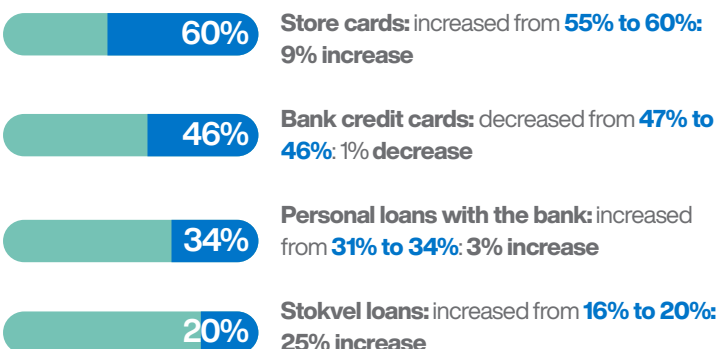 60%
Store cards: increased from 55% to 60%:
9% increase
46%
Bank credit cards: decreased from 47% to
46%: 1% decrease
34%
Personal loans with the bank: increased
from 31% to 34%: 3% increase
20%
Stokvel loans: increased from 16% to 20%:
25% increase